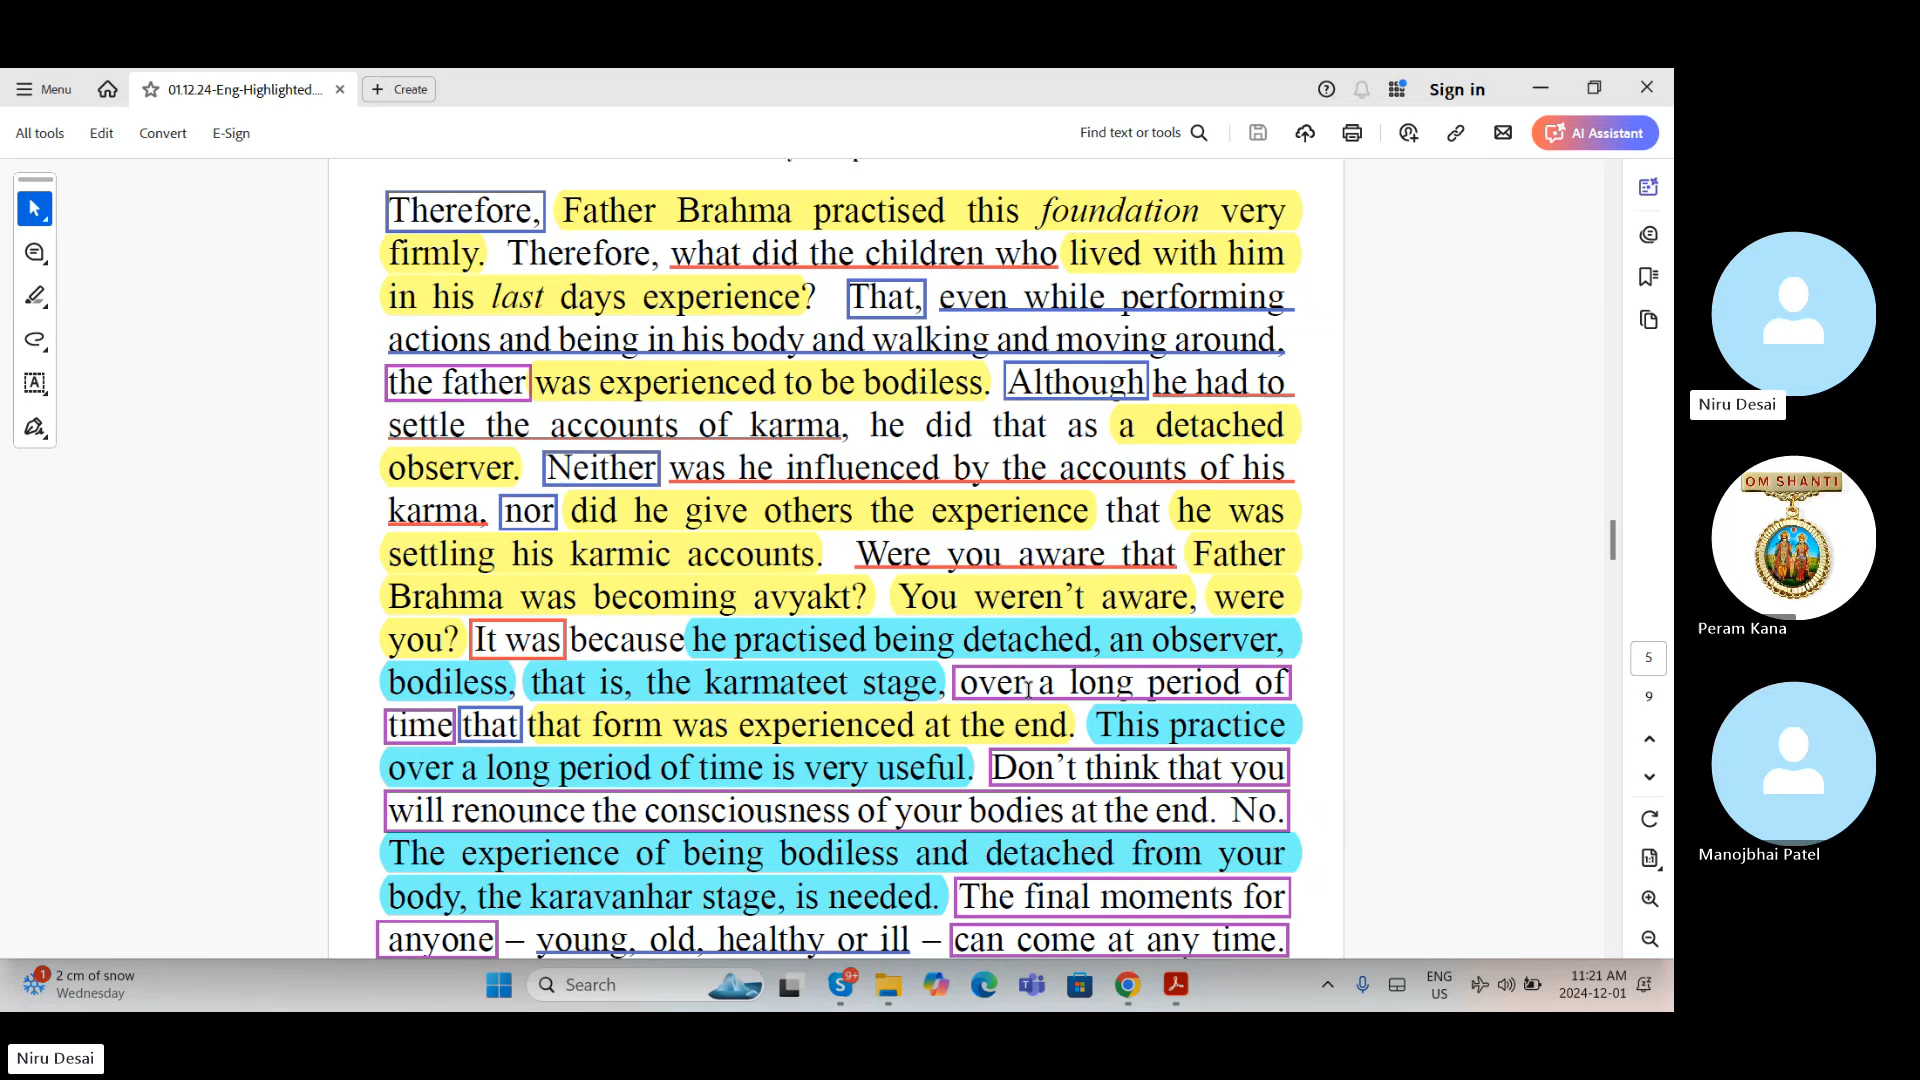 Menu
01.12.24-Eng-Highlighted....
Create
Sign in
All tools
Edit
Convert
E-Sign
Find text or tools
AI Assistant
Therefore, Father Brahma practised this foundation very
firmly. Therefore, what did the children who lived with him
in his last days experience? That, even while performing
actions and being in his body and walking and moving around,
the father was experienced to be bodiless. Although he had to
settle the accounts of karma, he did that as a detached
observer. Neither was he influenced by the accounts of his
karma, nor did he give others the experience that he was
settling his karmic accounts. Were you aware that Father
Brahma was becoming avyakt? You weren't aware, were
you? It was because he practised being detached, an observer,
bodiless, that is, the karmateet stage, over a long period of
time that that form was experienced at the end. This practice
over a long period of time is very useful. Don't think that you
will renounce the consciousness of your bodies at the end. No.
The experience of being bodiless and detached from your
body, the karavanhar stage, is needed. The final moments for
anyone – young, old, healthy or ill – can come at any time.
5
9
Niru Desai
OM SHANTI
Peram Kana
Manojbhai Patel
1
2 cm of snow
Wednesday
Search
9+
ENG
US
11:21 AM
2024-12-01
Niru Desai